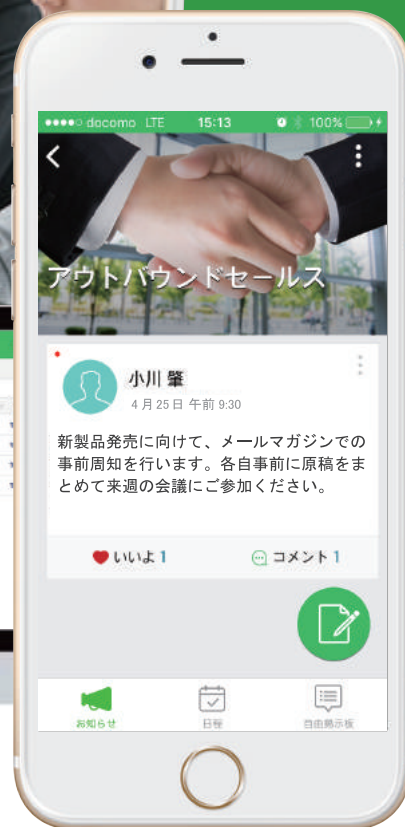 docomo LTE 15:13 100%
アウトバウンドセールス
小川 肇
4月25日 午前 9:30
新製品発売に向けて、メールマガジンでの
事前周知を行います。各自事前に原稿をま
とめて来週の会議にご参加ください。
いいよ 1 コメント 1
お知らせ 日程 自由掲示板